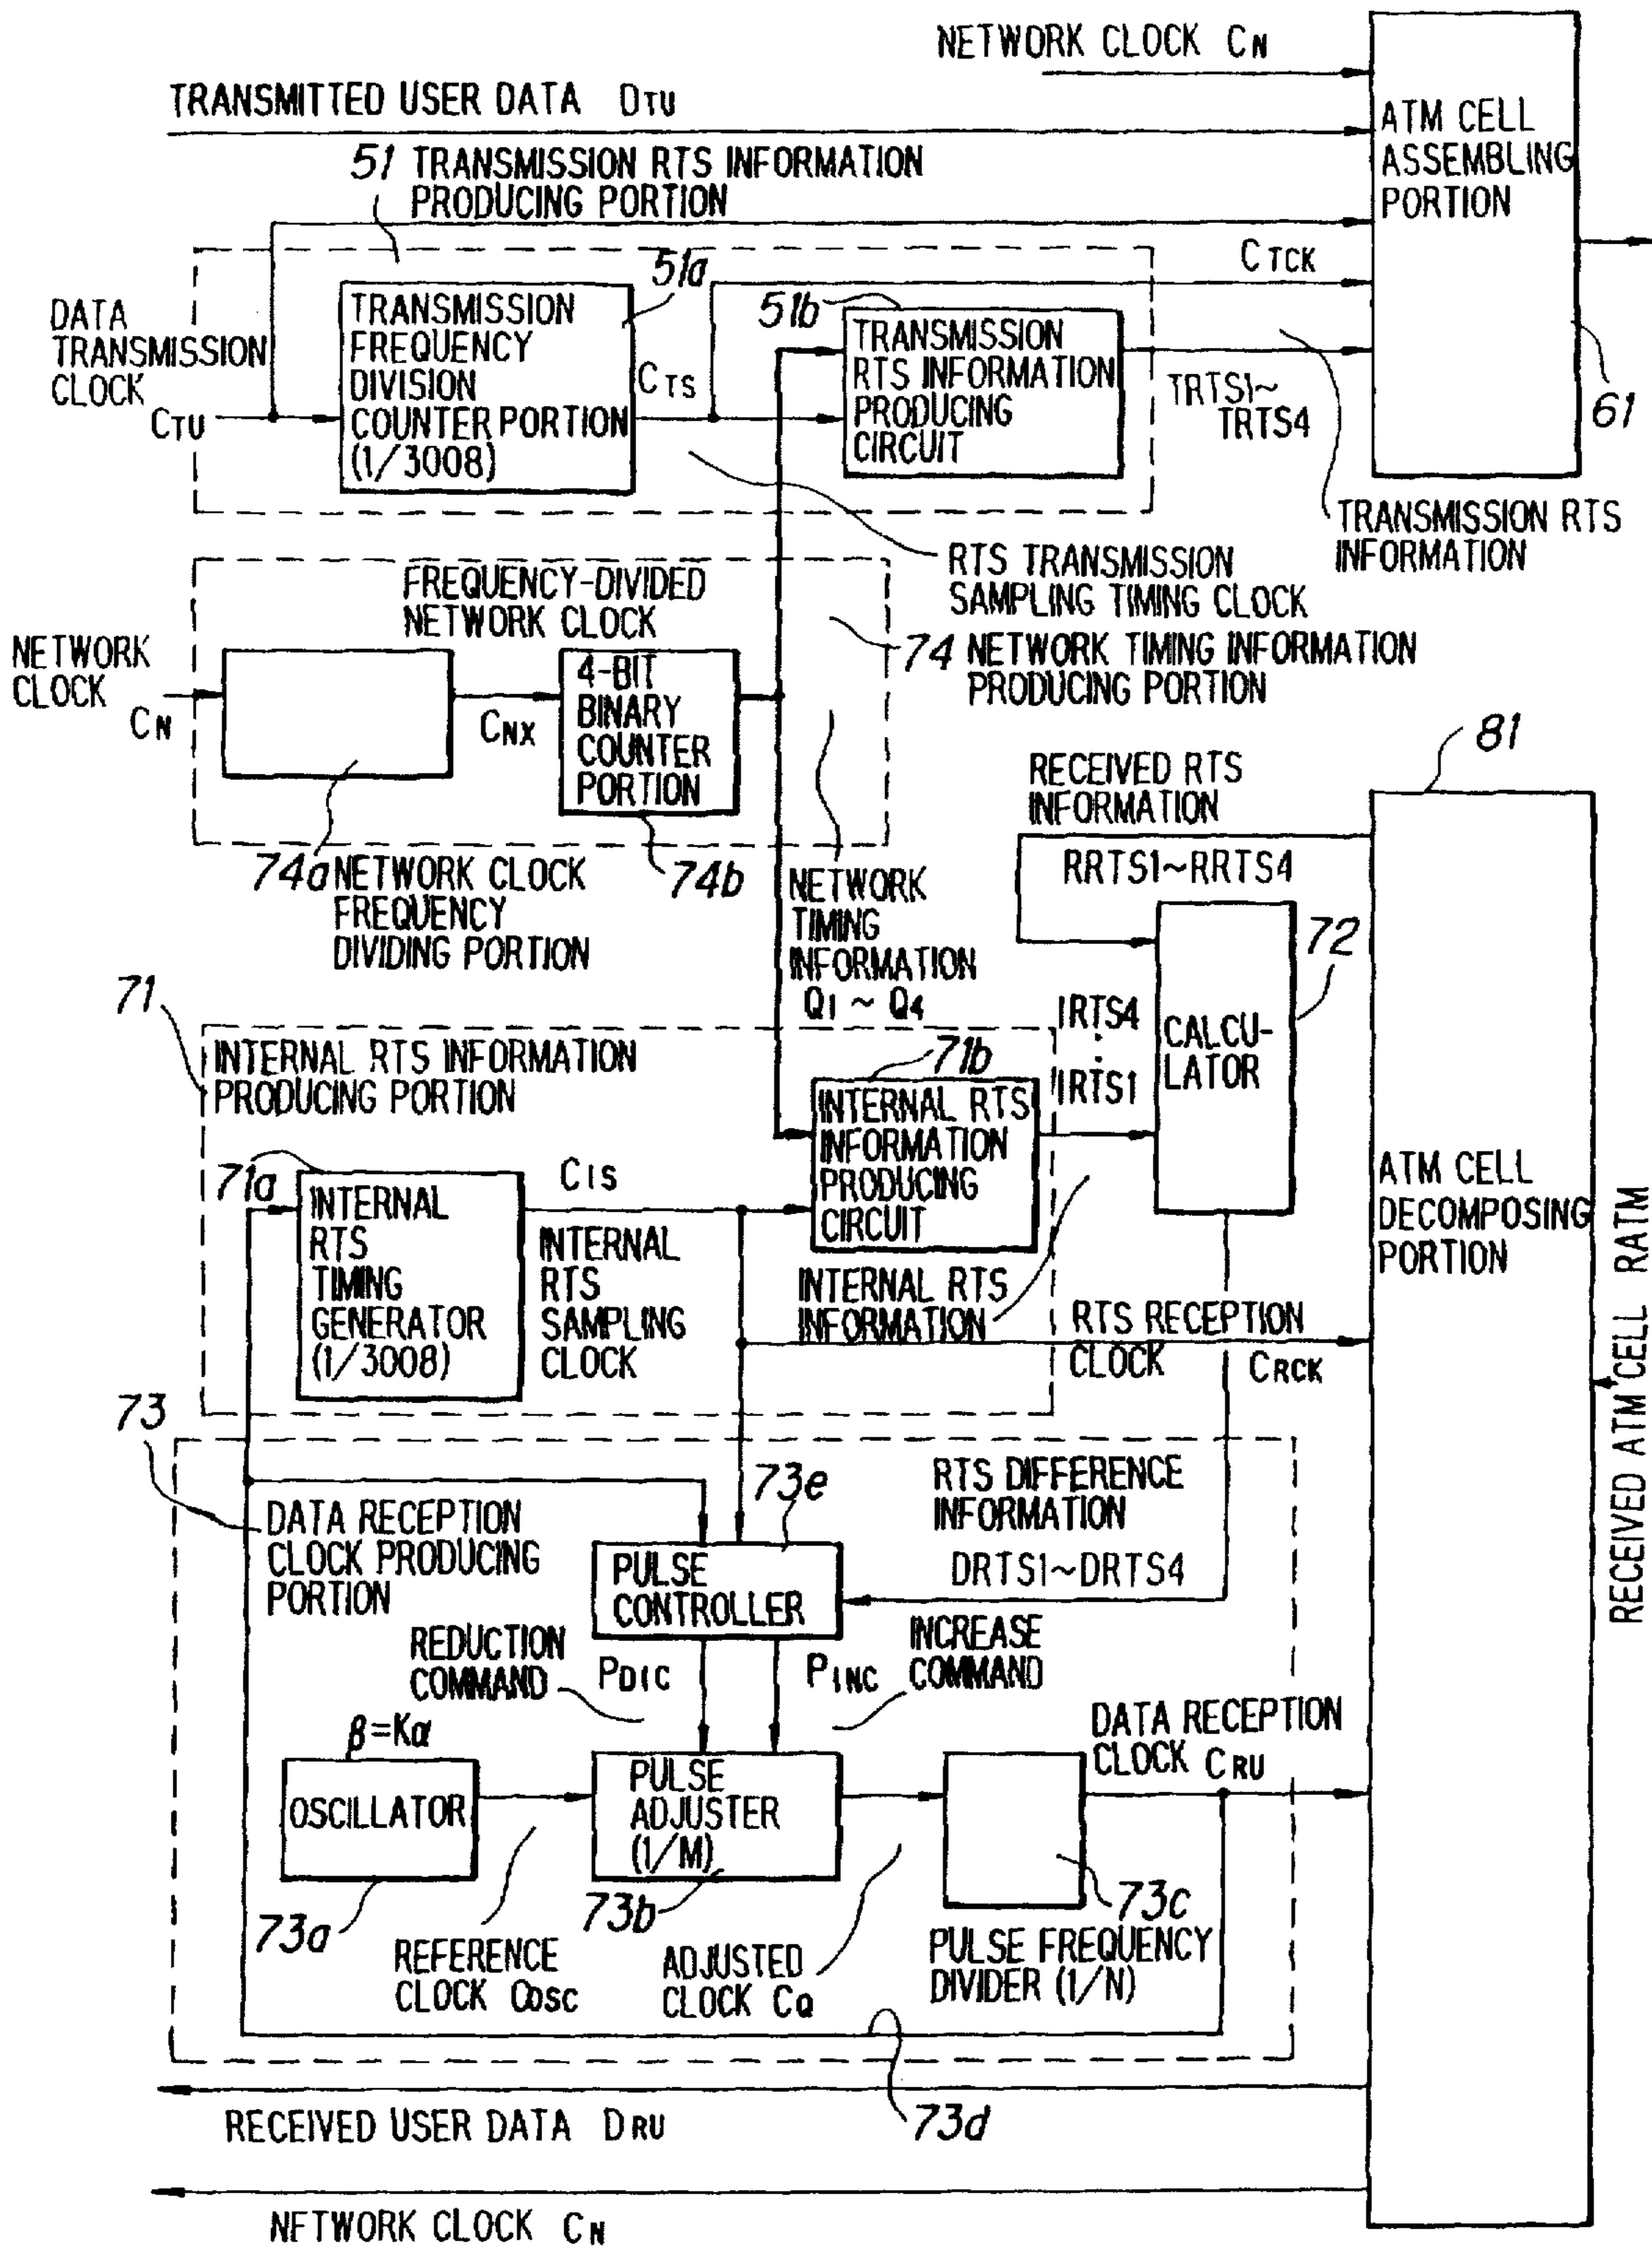 NETWORK CLOCK CN
TRANSMITTED USER DATA DTU
ATM CELL
ASSEMBLING
PORTION
51 TRANSMISSION RTS INFORMATION
PRODUCING PORTION
51a
CTCK
DATA
TRANSMISSION
CLOCK
CTU
TRANSMISSION
FREQUENCY
DIVISION
COUNTER PORTION
(1/3008)
CTS
51b
TRANSMISSION
RTS INFORMATION
PRODUCING
CIRCUIT
TRTS1~
TRTS4
61
TRANSMISSION RTS
INFORMATION
RTS TRANSMISSION
SAMPLING TIMING CLOCK
FREQUENCY-DIVIDED
NETWORK CLOCK
74 NETWORK TIMING INFORMATION
PRODUCING PORTION
NETWORK
CLOCK
CN
CNX
4-BIT
BINARY
COUNTER
PORTION
74a NETWORK CLOCK
FREQUENCY
DIVIDING PORTION
74b
NETWORK
TIMING
INFORMATION
Q1 ~ Q4
81
RECEIVED RTS
INFORMATION
RRTS1~RRTS4
72
IRTS4
:
IRTS1
CALCU-
LATOR
71
INTERNAL RTS INFORMATION
PRODUCING PORTION
71b
INTERNAL RTS
INFORMATION
PRODUCING
CIRCUIT
71a
INTERNAL
RTS
TIMING
GENERATOR
(1/3008)
CIS
INTERNAL
RTS
SAMPLING
CLOCK
INTERNAL RTS
INFORMATION
RTS RECEPTION
CLOCK CRCK
ATM CELL
DECOMPOSING
PORTION
RECEIVED ATM CELL RATM
73
DATA RECEPTION
CLOCK PRODUCING
PORTION
73e
PULSE
CONTROLLER
RTS DIFFERENCE
INFORMATION
DRTS1~DRTS4
REDUCTION
COMMAND
PDIC
PINC
INCREASE
COMMAND
β=Kα
OSCILLATOR
73a
PULSE
ADJUSTER
(1/M)
73b
DATA RECEPTION
CLOCK CRU
73c
PULSE FREQUENCY
DIVIDER (1/N)
REFERENCE
CLOCK COSC
ADJUSTED
CLOCK CQ
73d
RECEIVED USER DATA DRU
NETWORK CLOCK CN